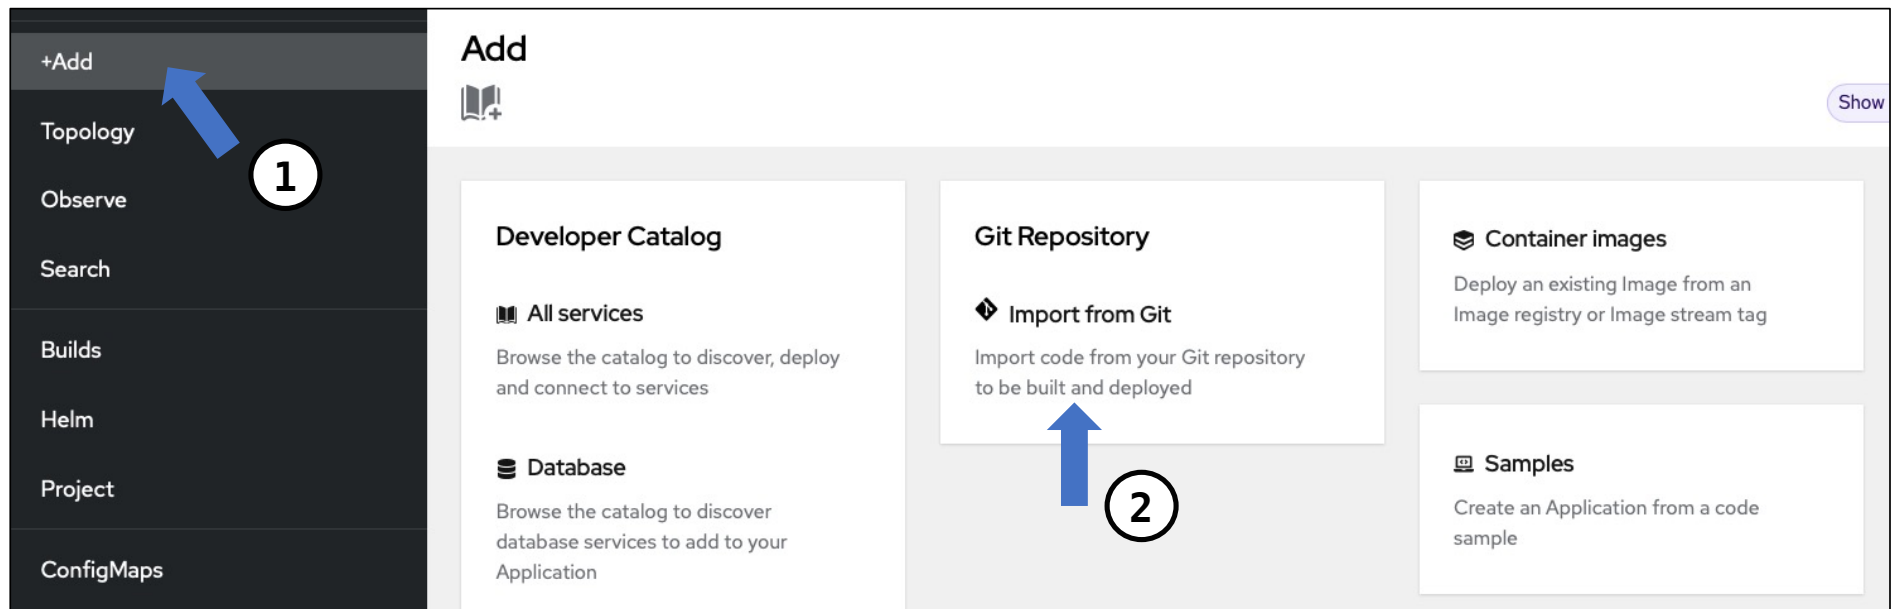 +Add
Topology
Observe
Search
Builds
Helm
Project
ConfigMaps
1
Add
Show
Developer Catalog
All services
Browse the catalog to discover, deploy
and connect to services
Database
Browse the catalog to discover
database services to add to your
Application
Git Repository
Import from Git
Import code from your Git repository
to be built and deployed
2
Container images
Deploy an existing Image from an
Image registry or Image stream tag
Samples
Create an Application from a code
sample